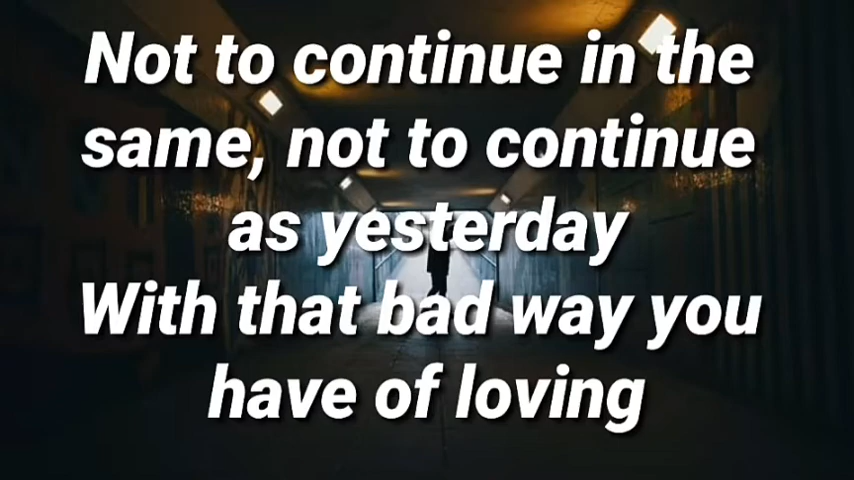 Not to continue in the
same, not to continue
as yesterday
With that bad way you
have of loving